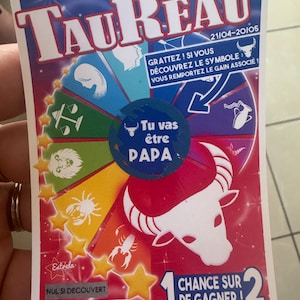 TAUREAU
21/04-20/05
GRATTEZ ! SI VOUS
DÉCOUVREZ LE SYMBOLE
VOUS REMPORTEZ LE GAIN ASSOCIÉ !
Tu vas
être
PAPA
NUL SI DÉCOUVERT
1 CHANCE SUR 2
DE GAGNER !